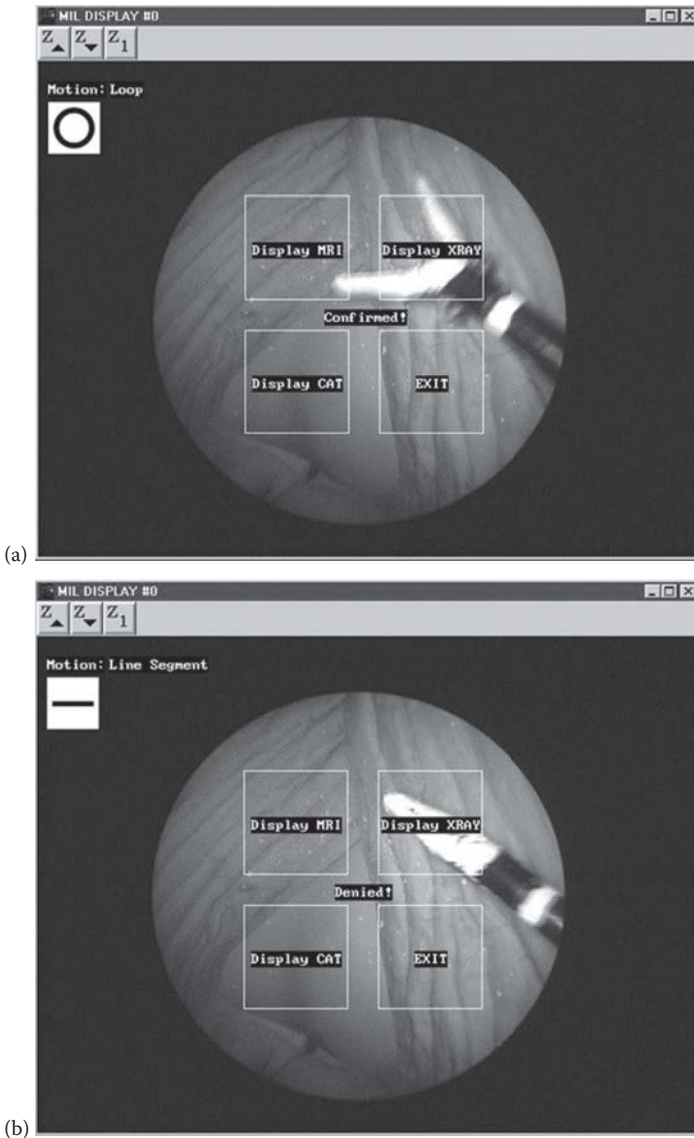 MIL DISPLAY #0
Z Z Z1
Motion: Loop
Display MRI Display XRAY
Confirmed!
Display CAT EXIT
(a)
MIL DISPLAY #0
Z Z Z1
Motion: Line Segment
Display MRI Display XRAY
Denied!
Display CAT EXIT
(b)